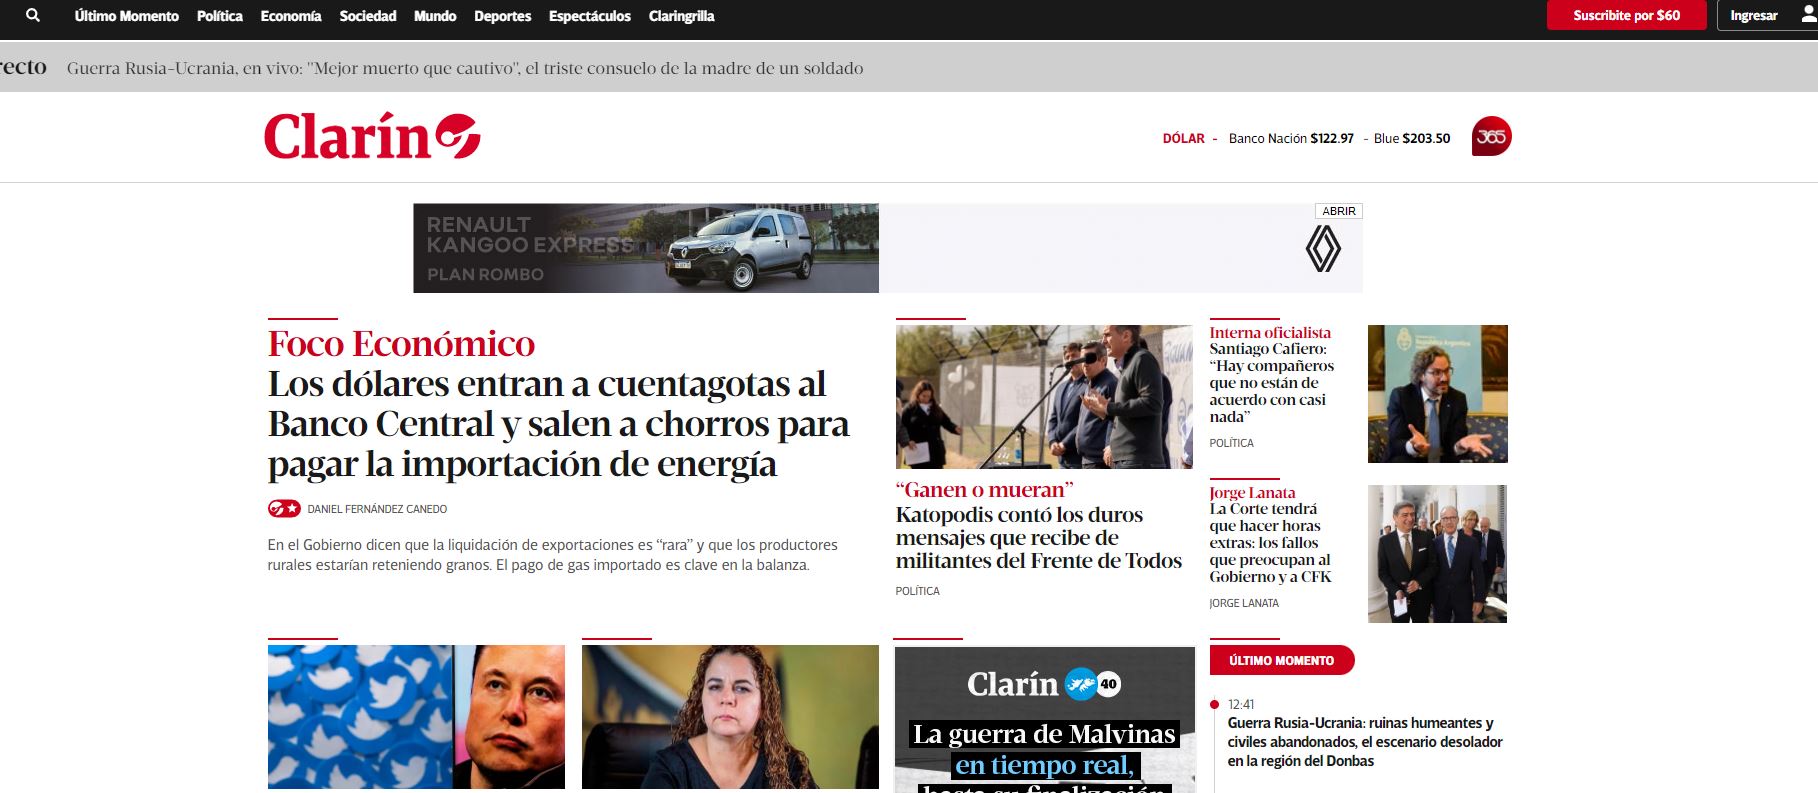 Último Momento Política Economía Sociedad Mundo Deportes Espectáculos Claringrilla
Suscribite por $60 Ingresar
recto Guerra Rusia-Ucrania, en vivo: "Mejor muerto que cautivo", el triste consuelo de la madre de un soldado
Clarín
DÓLAR - Banco Nación $122.97 - Blue $203.50
365
RENAULT
KANGOO EXPRESS
PLAN ROMBO
ABRIR
Foco Económico
Los dólares entran a cuentagotas al
Banco Central y salen a chorros para
pagar la importación de energía
DANIEL FERNÁNDEZ CANEDO
En el Gobierno dicen que la liquidación de exportaciones es “rara” y que los productores
rurales estarían reteniendo granos. El pago de gas importado es clave en la balanza.
“Ganen o mueran”
Katopodis contó los duros
mensajes que recibe de
militantes del Frente de Todos
POLÍTICA
Interna oficialista
Santiago Cafiero:
“Hay compañeros
que no están de
acuerdo con casi
nada”
POLÍTICA
Jorge Lanata
La Corte tendrá
que hacer horas
extras: los fallos
que preocupan al
Gobierno y a CFK
JORGE LANATA
Clarín 40
La guerra de Malvinas
en tiempo real,
hasta su finalización
ÚLTIMO MOMENTO
12:41
Guerra Rusia-Ucrania: ruinas humeantes y
civiles abandonados, el escenario desolador
en la región del Donbas